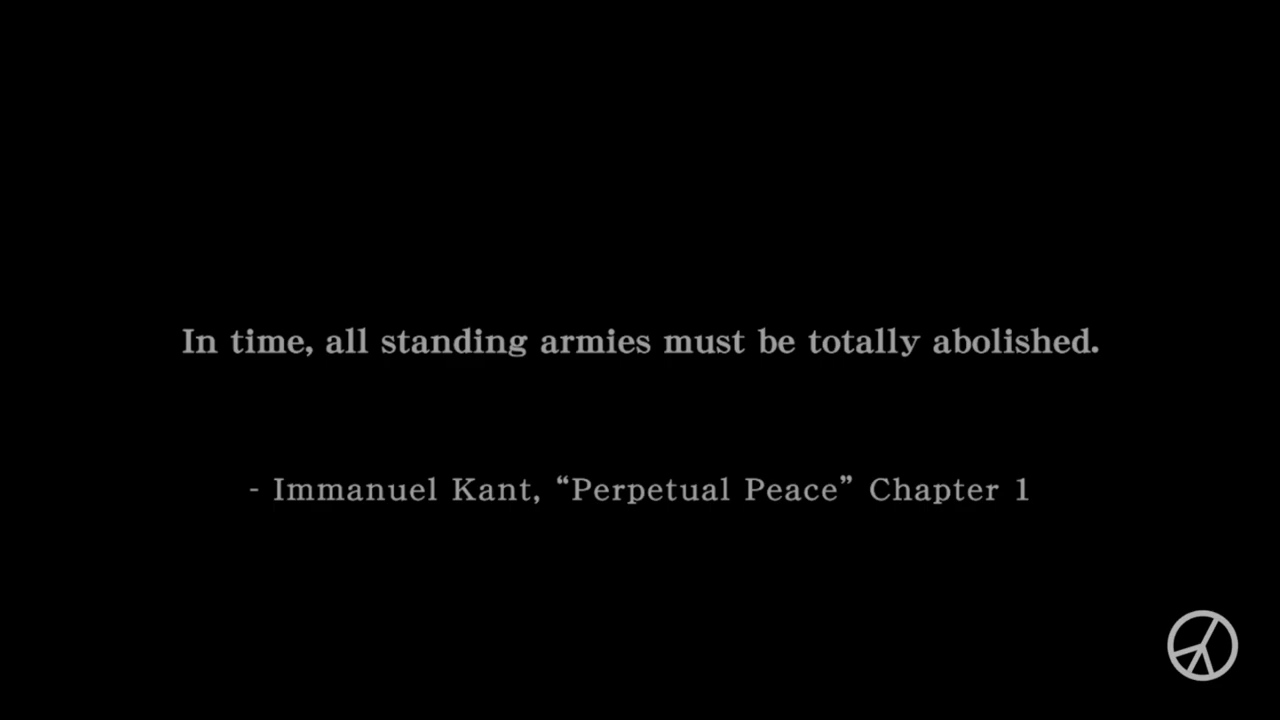 In time, all standing armies must be totally abolished.
- Immanuel Kant, “Perpetual Peace” Chapter 1